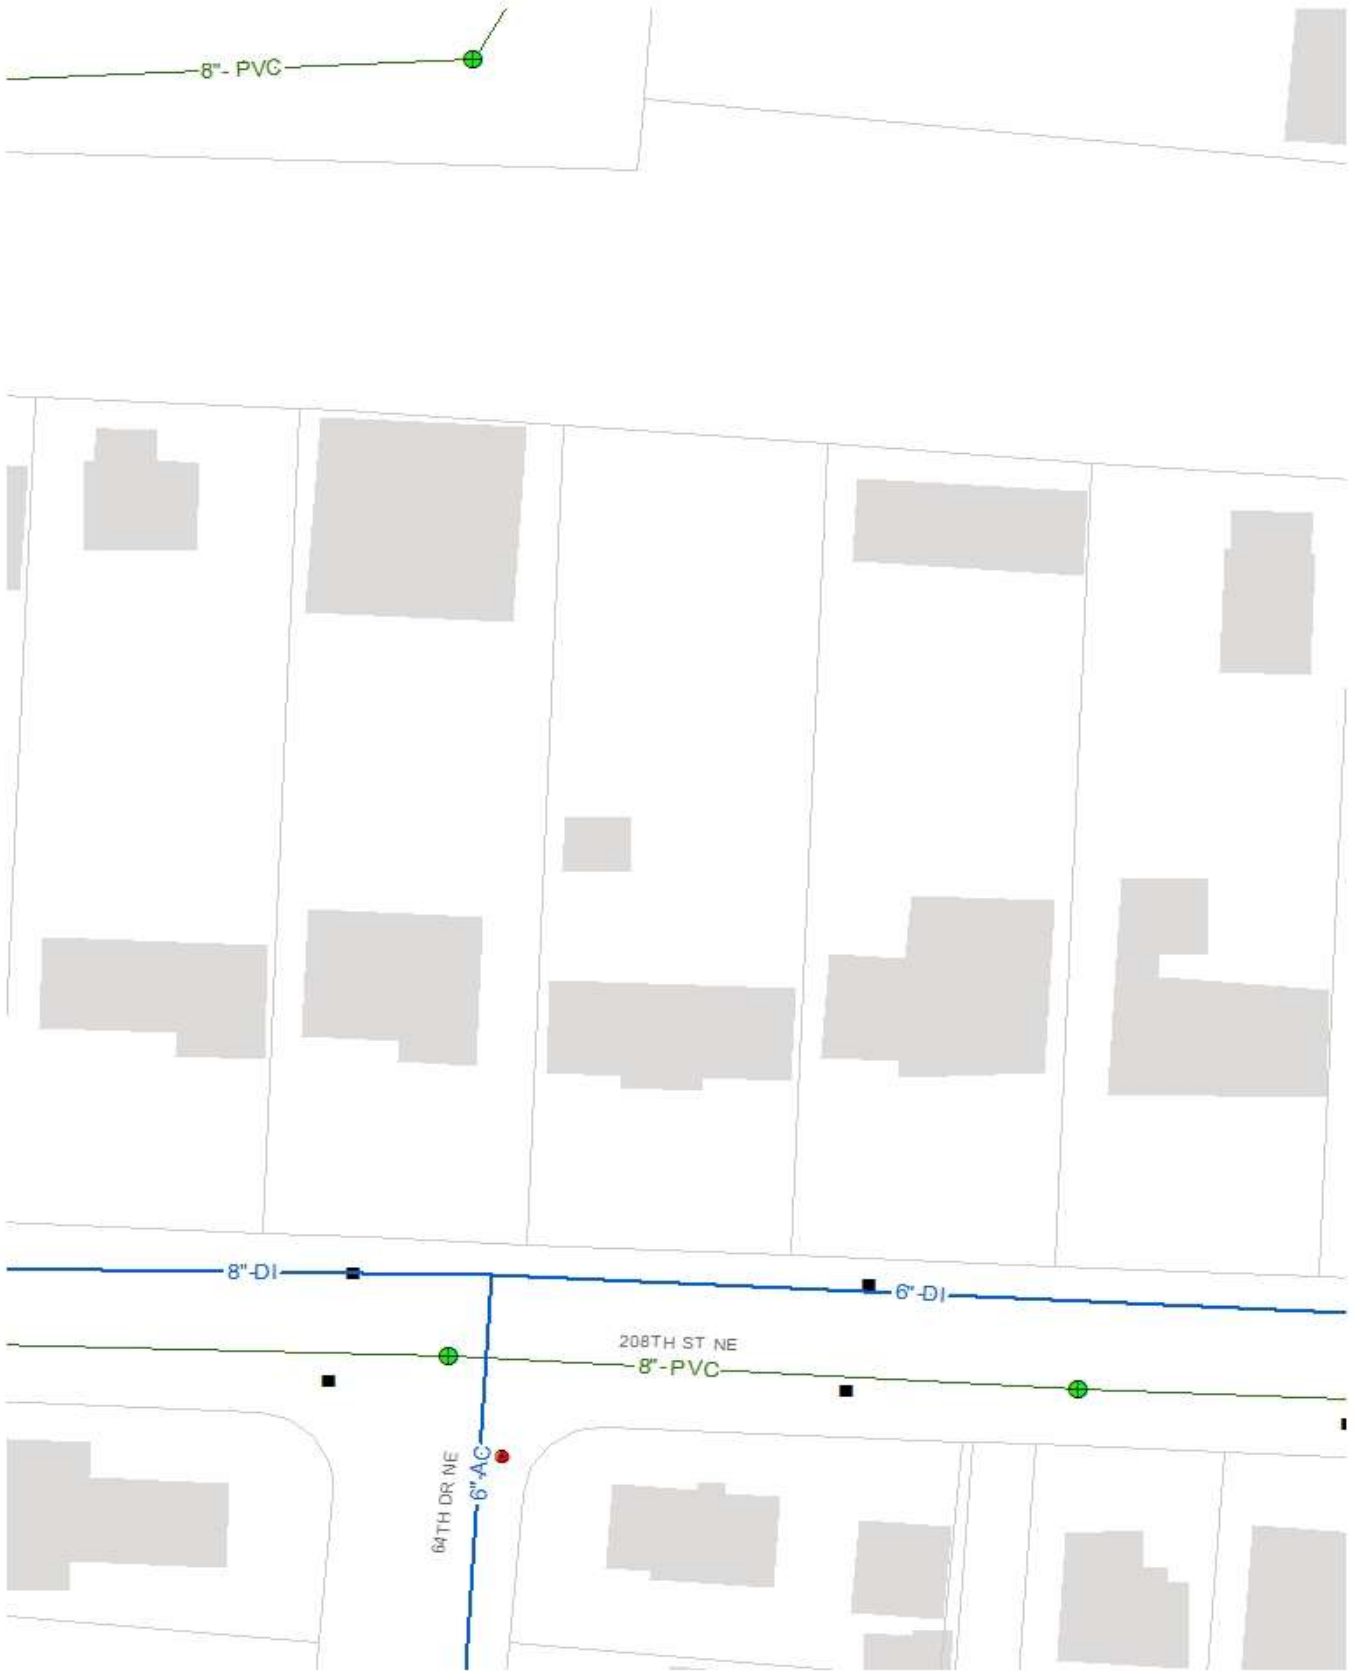 8"- PVC
8"-DI
6"-DI
208TH ST NE
8"-PVC
64TH DR NE
6"-AC